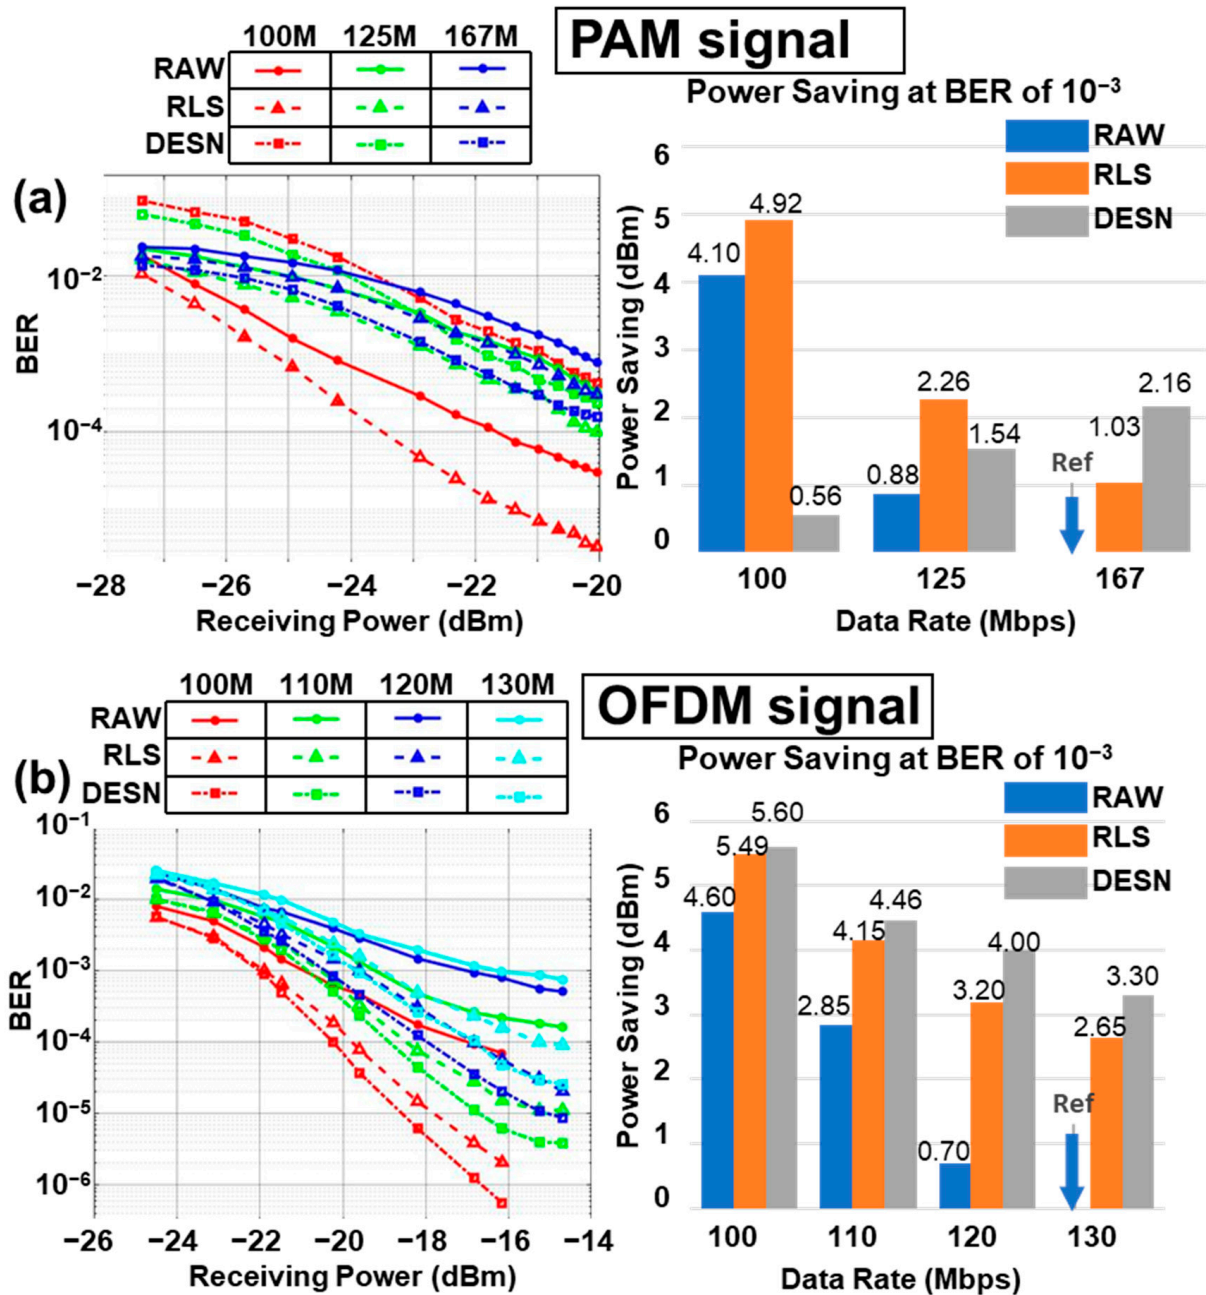 PAM signal
100M 125M 167M
RAW
RLS
DESN
(a)
10−2
10−4
BER
−28 −26 −24 −22 −20
Receiving Power (dBm)
Power Saving at BER of 10−3
RAW
RLS
DESN
6
5
4
3
2
1
0
Power Saving (dBm)
4.10
4.92
0.56
0.88
2.26
1.54
Ref
1.03
2.16
100 125 167
Data Rate (Mbps)
OFDM signal
100M 110M 120M 130M
RAW
RLS
DESN
(b)
10−1
10−2
10−3
10−4
10−5
10−6
BER
−26 −24 −22 −20 −18 −16 −14
Receiving Power (dBm)
Power Saving at BER of 10−3
RAW
RLS
DESN
6
5
4
3
2
1
0
Power Saving (dBm)
4.60
5.49
5.60
2.85
4.15
4.46
0.70
3.20
4.00
Ref
2.65
3.30
100 110 120 130
Data Rate (Mbps)